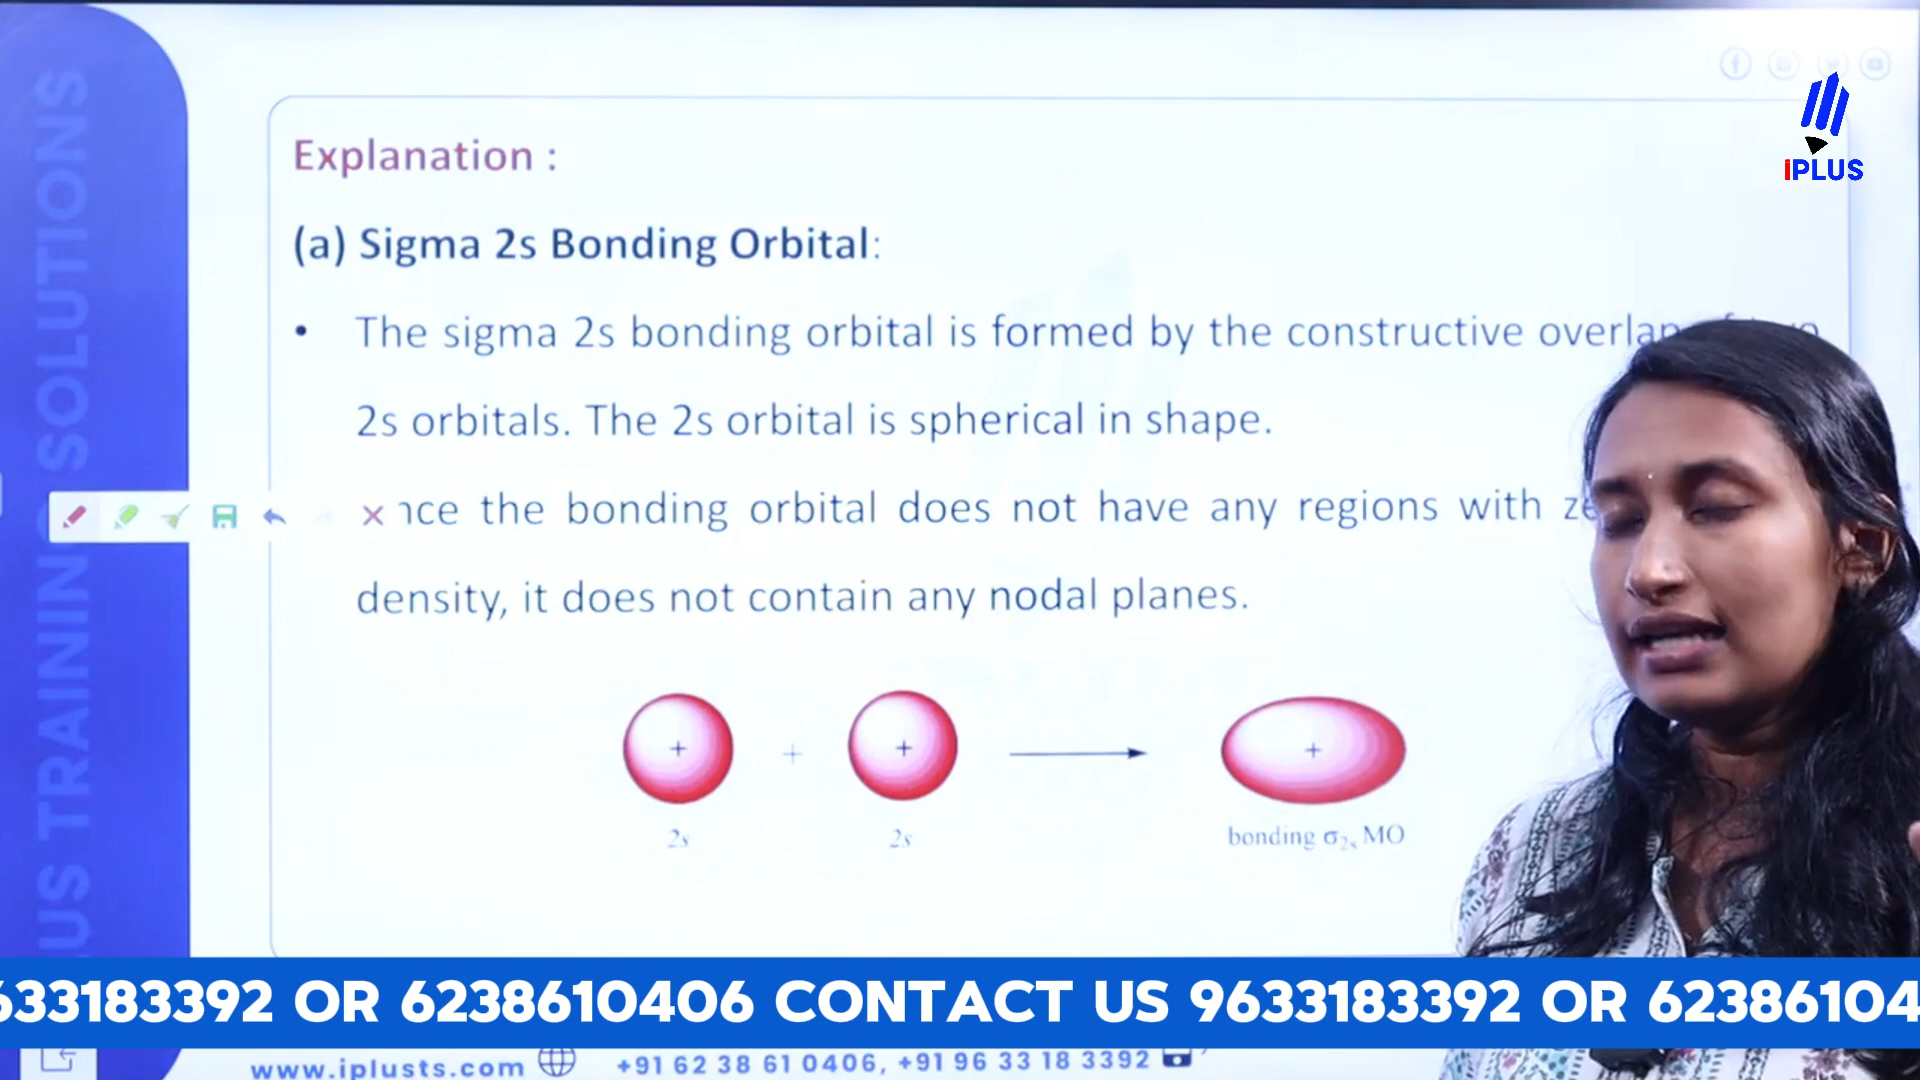 iPLUS
US TRAINING SOLUTIONS
Explanation :
(a) Sigma 2s Bonding Orbital:
• The sigma 2s bonding orbital is formed by the constructive overlap
2s orbitals. The 2s orbital is spherical in shape.
nce the bonding orbital does not have any regions with
density, it does not contain any nodal planes.
+ + + +
2s 2s bonding σ2s MO
633183392 OR 6238610406 CONTACT US 9633183392 OR 62386104
www.iplusts.com +91 62 38 61 0406, +91 96 33 18 3392